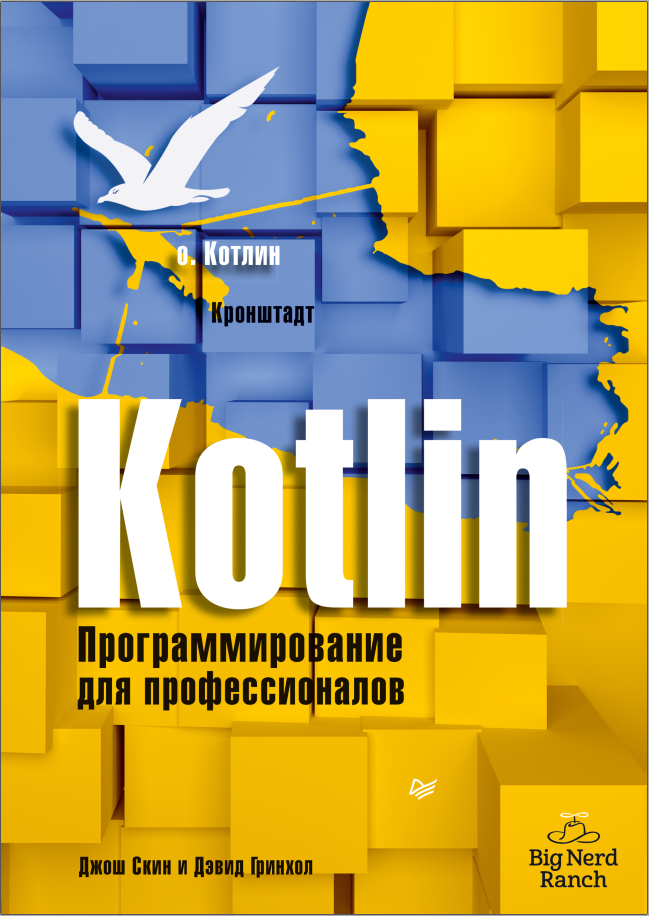 о. Котлин
Кронштадт
Kotlin
Программирование
для профессионалов
Джош Скин и Дэвид Гринхол
Big Nerd
Ranch